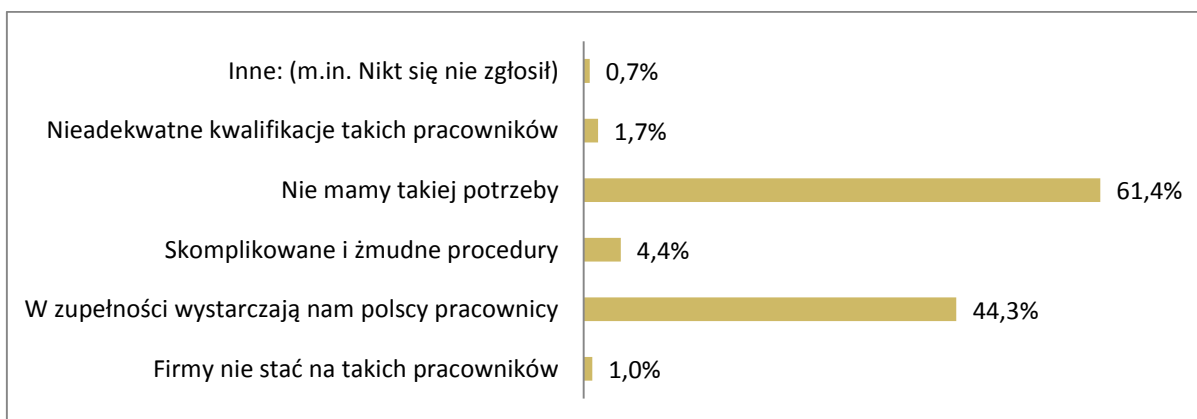 Inne: (m.in. Nikt się nie zgłosił) 0,7%
Nieadekwatne kwalifikacje takich pracowników 1,7%
Nie mamy takiej potrzeby 61,4%
Skomplikowane i żmudne procedury 4,4%
W zupełności wystarczają nam polscy pracownicy 44,3%
Firmy nie stać na takich pracowników 1,0%